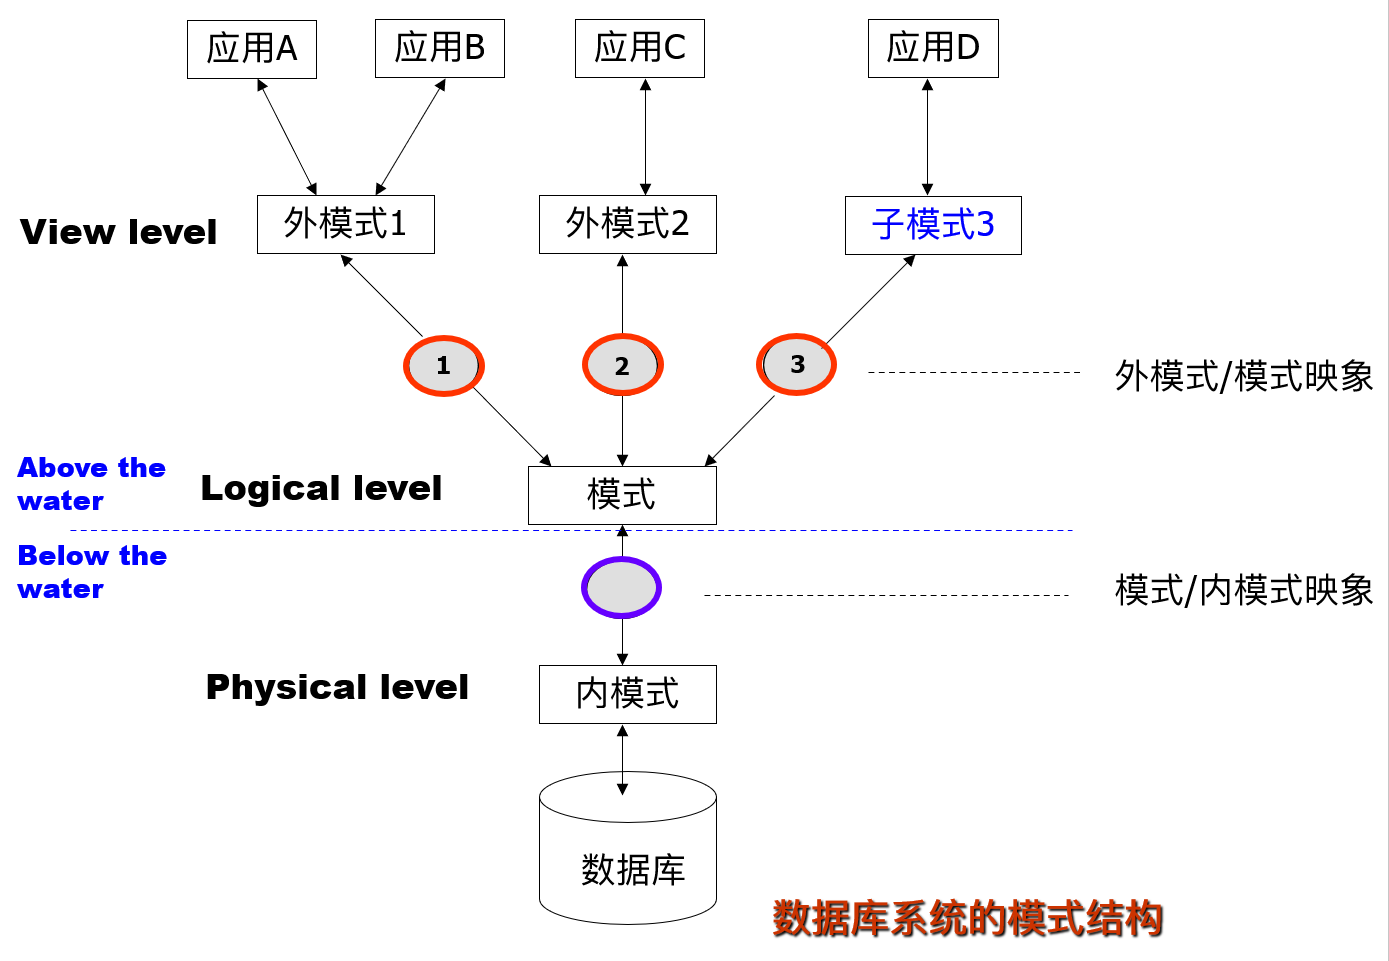 应用A
应用B
应用C
应用D
View level
外模式1
外模式2
子模式3
1
2
3
外模式/模式映象
Above the
water
Logical level
模式
Below the
water
模式/内模式映象
Physical level
内模式
数据库
数据库系统的模式结构